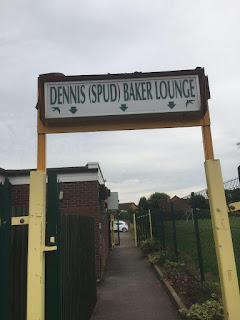 DENNIS (SPUD) BAKER LOUNGE